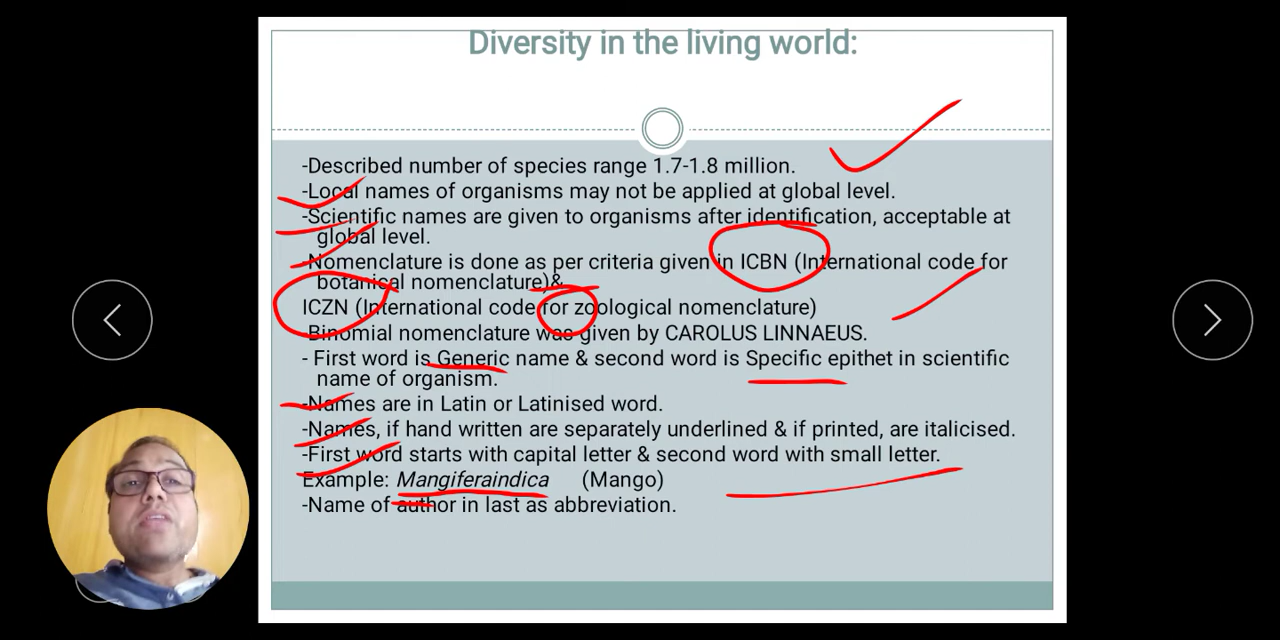 Diversity in the living world:
-Described number of species range 1.7-1.8 million.
-Local names of organisms may not be applied at global level.
-Scientific names are given to organisms after identification, acceptable at
global level.
-Nomenclature is done as per criteria given in ICBN (International code for
botanical nomenclature)&
ICZN (International code for zoological nomenclature)
-Binomial nomenclature was given by CAROLUS LINNAEUS.
- First word is Generic name & second word is Specific epithet in scientific
name of organism.
-Names are in Latin or Latinised word.
-Names, if hand written are separately underlined & if printed, are italicised.
-First word starts with capital letter & second word with small letter.
Example: Mangiferaindica (Mango)
-Name of author in last as abbreviation.